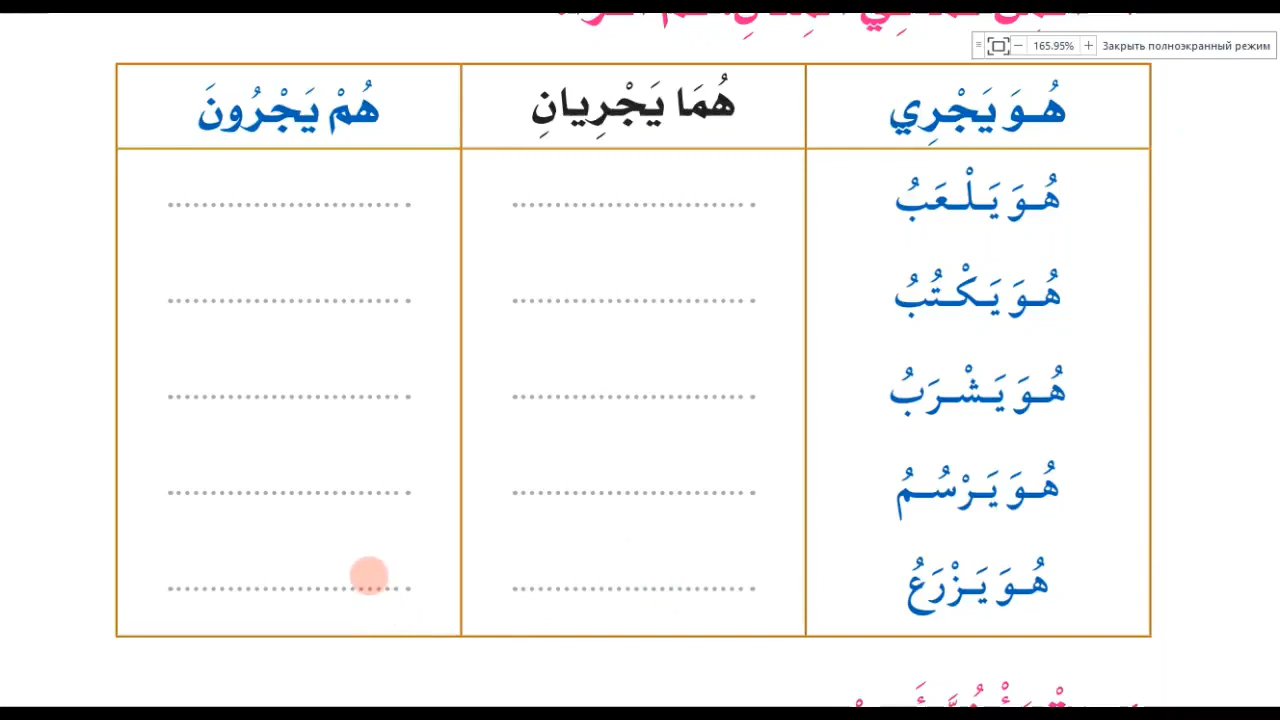 165.95% Закрыть полноэкранный режим
هُوَ يَجْرِي هُمَا يَجْرِيانِ هُمْ يَجْرُونَ
هُوَ يَلْعَبُ
هُوَ يَكْتُبُ
هُوَ يَشْرَبُ
هُوَ يَرْسُمُ
هُوَ يَزْرَعُ